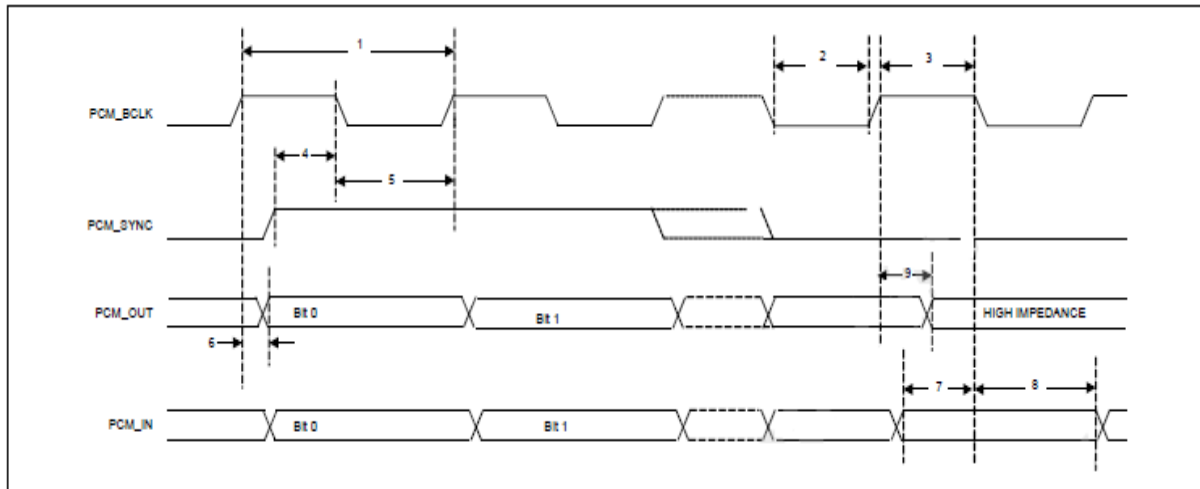 1
2
3
PCM_BCLK
4
5
PCM_SYNC
9
PCM_OUT
Bit 0
Bit 1
HIGH IMPEDANCE
6
7
8
PCM_IN
Bit 0
Bit 1